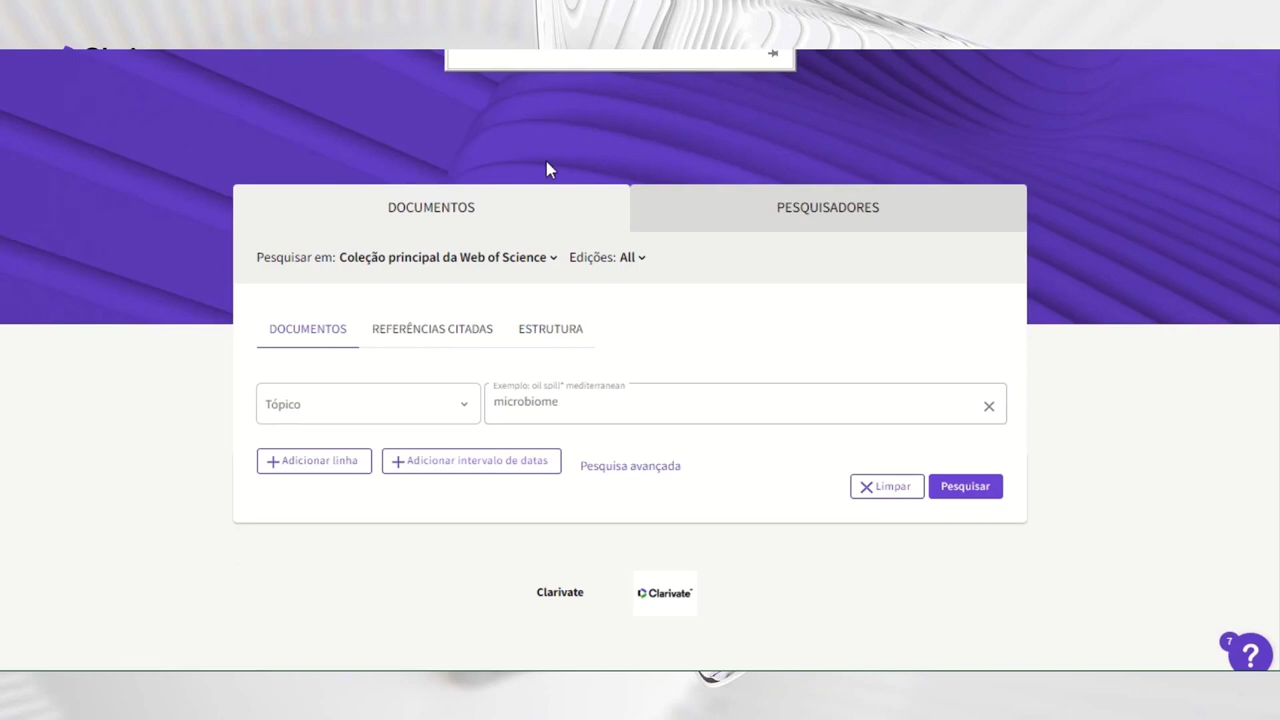 DOCUMENTOS
PESQUISADORES
Pesquisar em: Coleção principal da Web of Science Edições: All
DOCUMENTOS
REFERÊNCIAS CITADAS
ESTRUTURA
Tópico
Exemplo: oil spill* mediterranean
microbiome
Adicionar linha
Adicionar intervalo de datas
Pesquisa avançada
Limpar
Pesquisar
Clarivate
Clarivate™
7
?